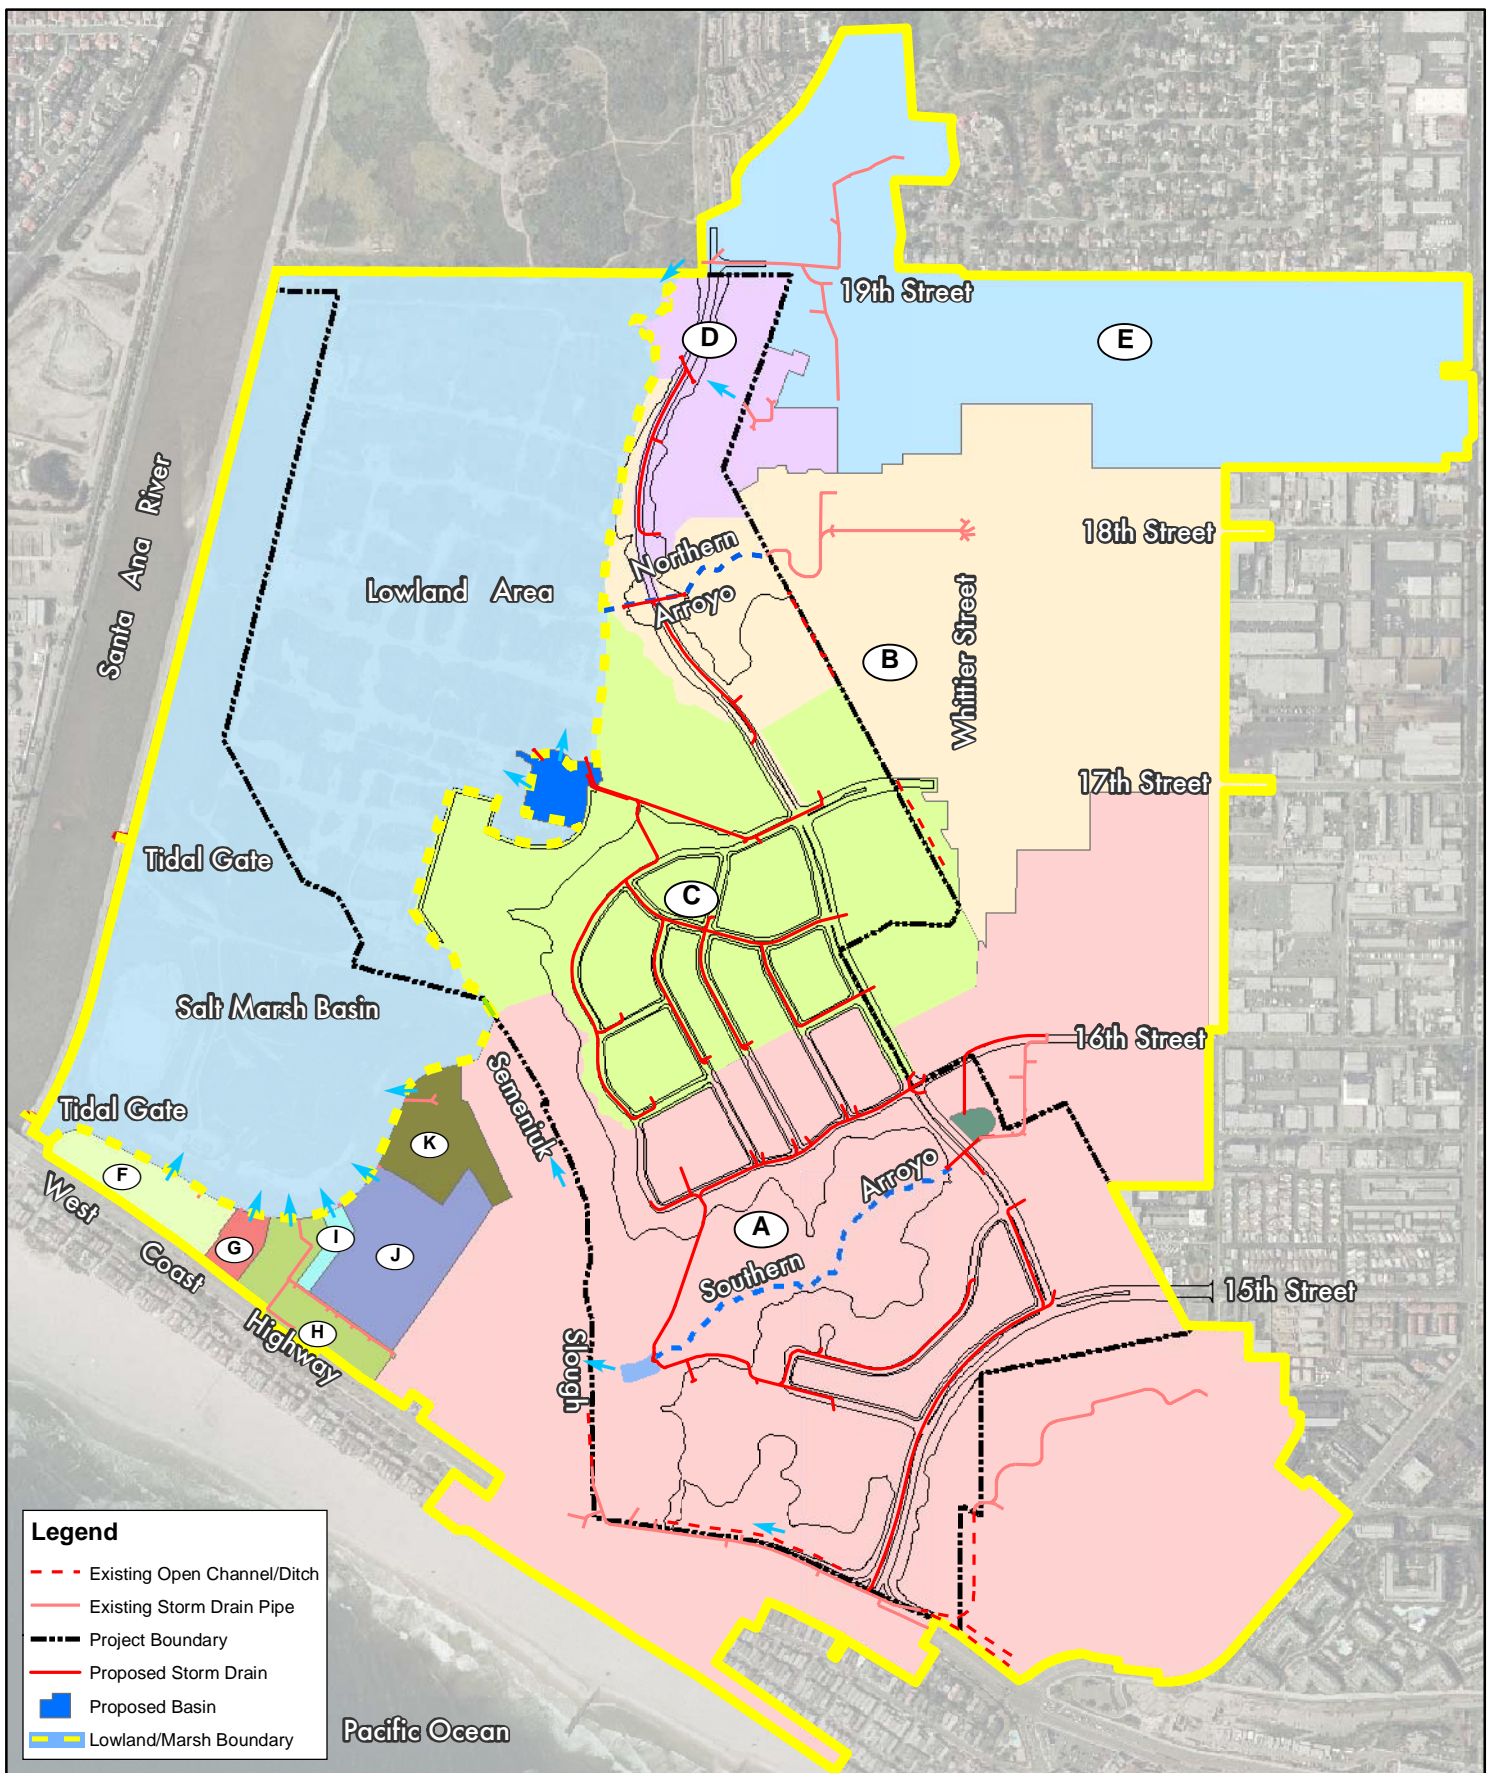 19th Street
D
E
18th Street
Northern
Arroyo
Lowland Area
Santa Ana River
B
Whittier Street
17th Street
Tidal Gate
C
Salt Marsh Basin
16th Street
Tidal Gate
Semeniuk
Slough
K
F
Arroyo
Southern
A
G
I
J
H
West
Coast
Highway
15th Street
Legend
Existing Open Channel/Ditch
Existing Storm Drain Pipe
Project Boundary
Proposed Storm Drain
Proposed Basin
Lowland/Marsh Boundary
Pacific Ocean